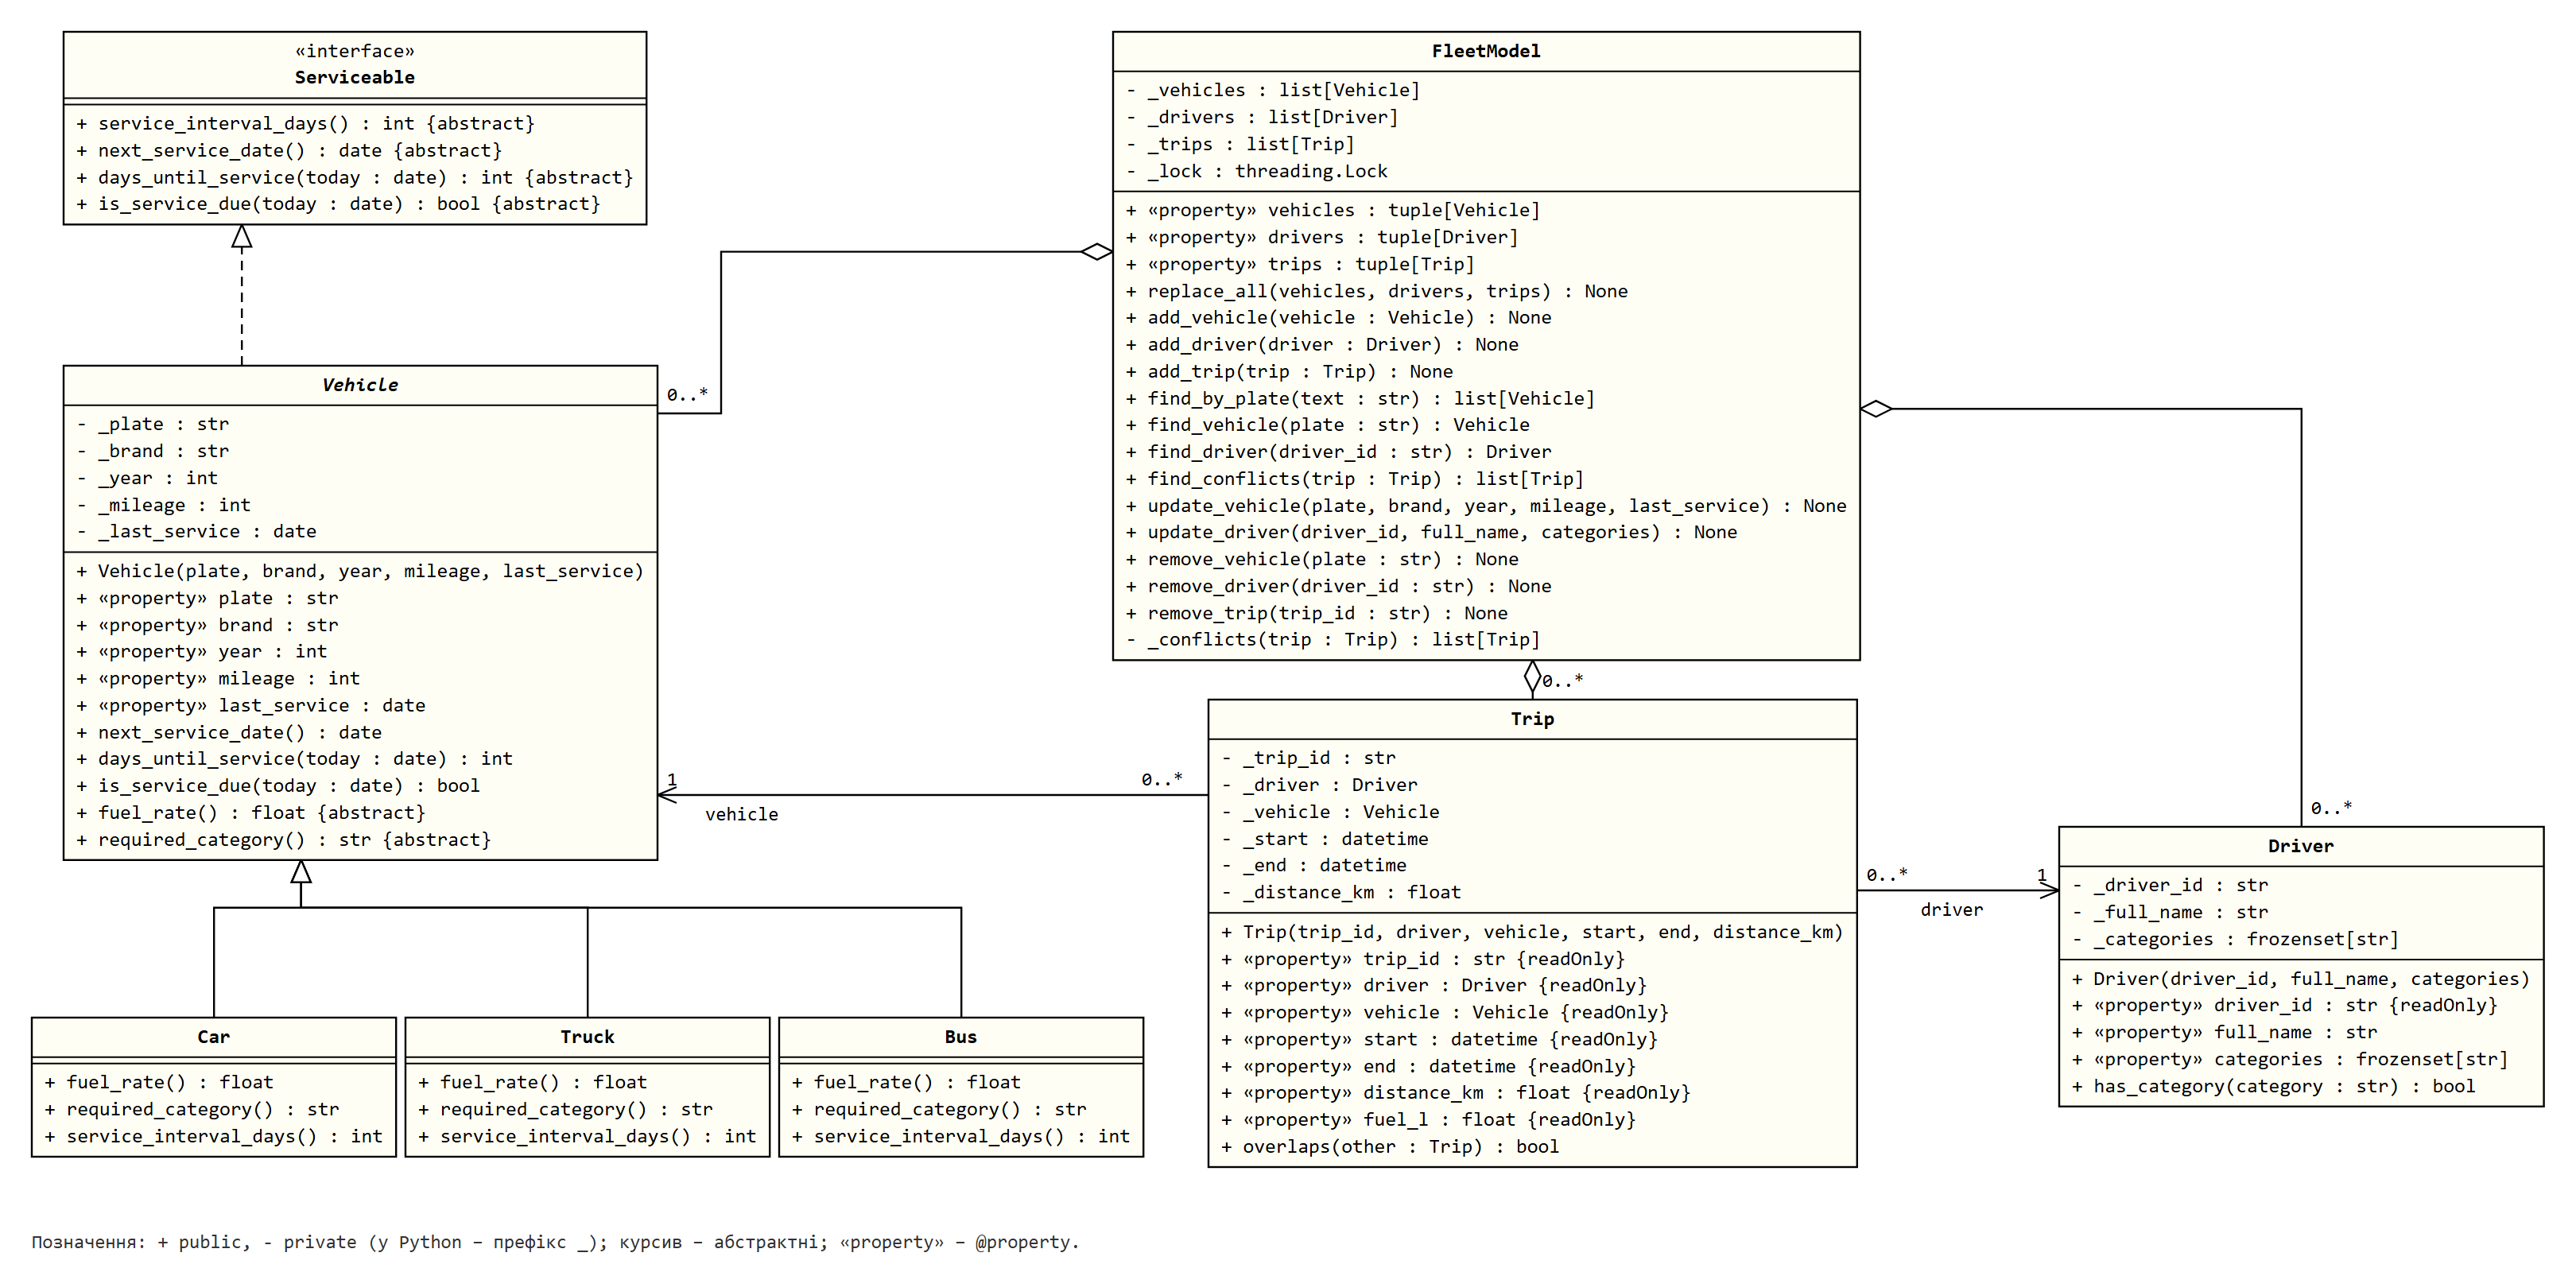 «interface»
Serviceable
+ service_interval_days() : int {abstract}
+ next_service_date() : date {abstract}
+ days_until_service(today : date) : int {abstract}
+ is_service_due(today : date) : bool {abstract}
FleetModel
- _vehicles : list[Vehicle]
- _drivers : list[Driver]
- _trips : list[Trip]
- _lock : threading.Lock
+ «property» vehicles : tuple[Vehicle]
+ «property» drivers : tuple[Driver]
+ «property» trips : tuple[Trip]
+ replace_all(vehicles, drivers, trips) : None
+ add_vehicle(vehicle : Vehicle) : None
+ add_driver(driver : Driver) : None
+ add_trip(trip : Trip) : None
+ find_by_plate(text : str) : list[Vehicle]
+ find_vehicle(plate : str) : Vehicle
+ find_driver(driver_id : str) : Driver
+ find_conflicts(trip : Trip) : list[Trip]
+ update_vehicle(plate, brand, year, mileage, last_service) : None
+ update_driver(driver_id, full_name, categories) : None
+ remove_vehicle(plate : str) : None
+ remove_driver(driver_id : str) : None
+ remove_trip(trip_id : str) : None
- _conflicts(trip : Trip) : list[Trip]
0..*
0..*
0..*
Vehicle
- _plate : str
- _brand : str
- _year : int
- _mileage : int
- _last_service : date
+ Vehicle(plate, brand, year, mileage, last_service)
+ «property» plate : str
+ «property» brand : str
+ «property» year : int
+ «property» mileage : int
+ «property» last_service : date
+ next_service_date() : date
+ days_until_service(today : date) : int
+ is_service_due(today : date) : bool
+ fuel_rate() : float {abstract}
+ required_category() : str {abstract}
1
vehicle
0..*
Trip
- _trip_id : str
- _driver : Driver
- _vehicle : Vehicle
- _start : datetime
- _end : datetime
- _distance_km : float
+ Trip(trip_id, driver, vehicle, start, end, distance_km)
+ «property» trip_id : str {readOnly}
+ «property» driver : Driver {readOnly}
+ «property» vehicle : Vehicle {readOnly}
+ «property» start : datetime {readOnly}
+ «property» end : datetime {readOnly}
+ «property» distance_km : float {readOnly}
+ «property» fuel_l : float {readOnly}
+ overlaps(other : Trip) : bool
0..*
1
driver
Driver
- _driver_id : str
- _full_name : str
- _categories : frozenset[str]
+ Driver(driver_id, full_name, categories)
+ «property» driver_id : str {readOnly}
+ «property» full_name : str
+ «property» categories : frozenset[str]
+ has_category(category : str) : bool
Car
+ fuel_rate() : float
+ required_category() : str
+ service_interval_days() : int
Truck
+ fuel_rate() : float
+ required_category() : str
+ service_interval_days() : int
Bus
+ fuel_rate() : float
+ required_category() : str
+ service_interval_days() : int
Позначення: + public, - private (у Python – префікс _); курсив – абстрактні; «property» – @property.